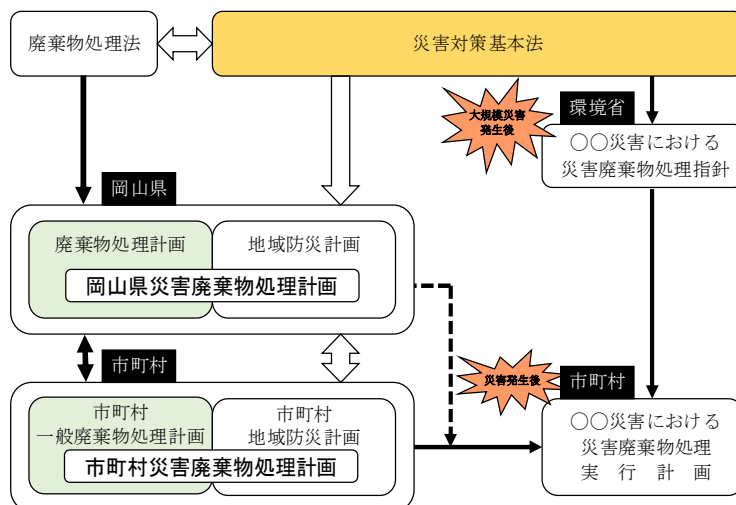 廃棄物処理法
災害対策基本法
大規模災害
発生後
環境省
〇〇災害における
災害廃棄物処理指針
岡山県
廃棄物処理計画
地域防災計画
岡山県災害廃棄物処理計画
市町村
市町村
一般廃棄物処理計画
市町村
地域防災計画
市町村災害廃棄物処理計画
災害発生後
市町村
〇〇災害における
災害廃棄物処理
実行計画